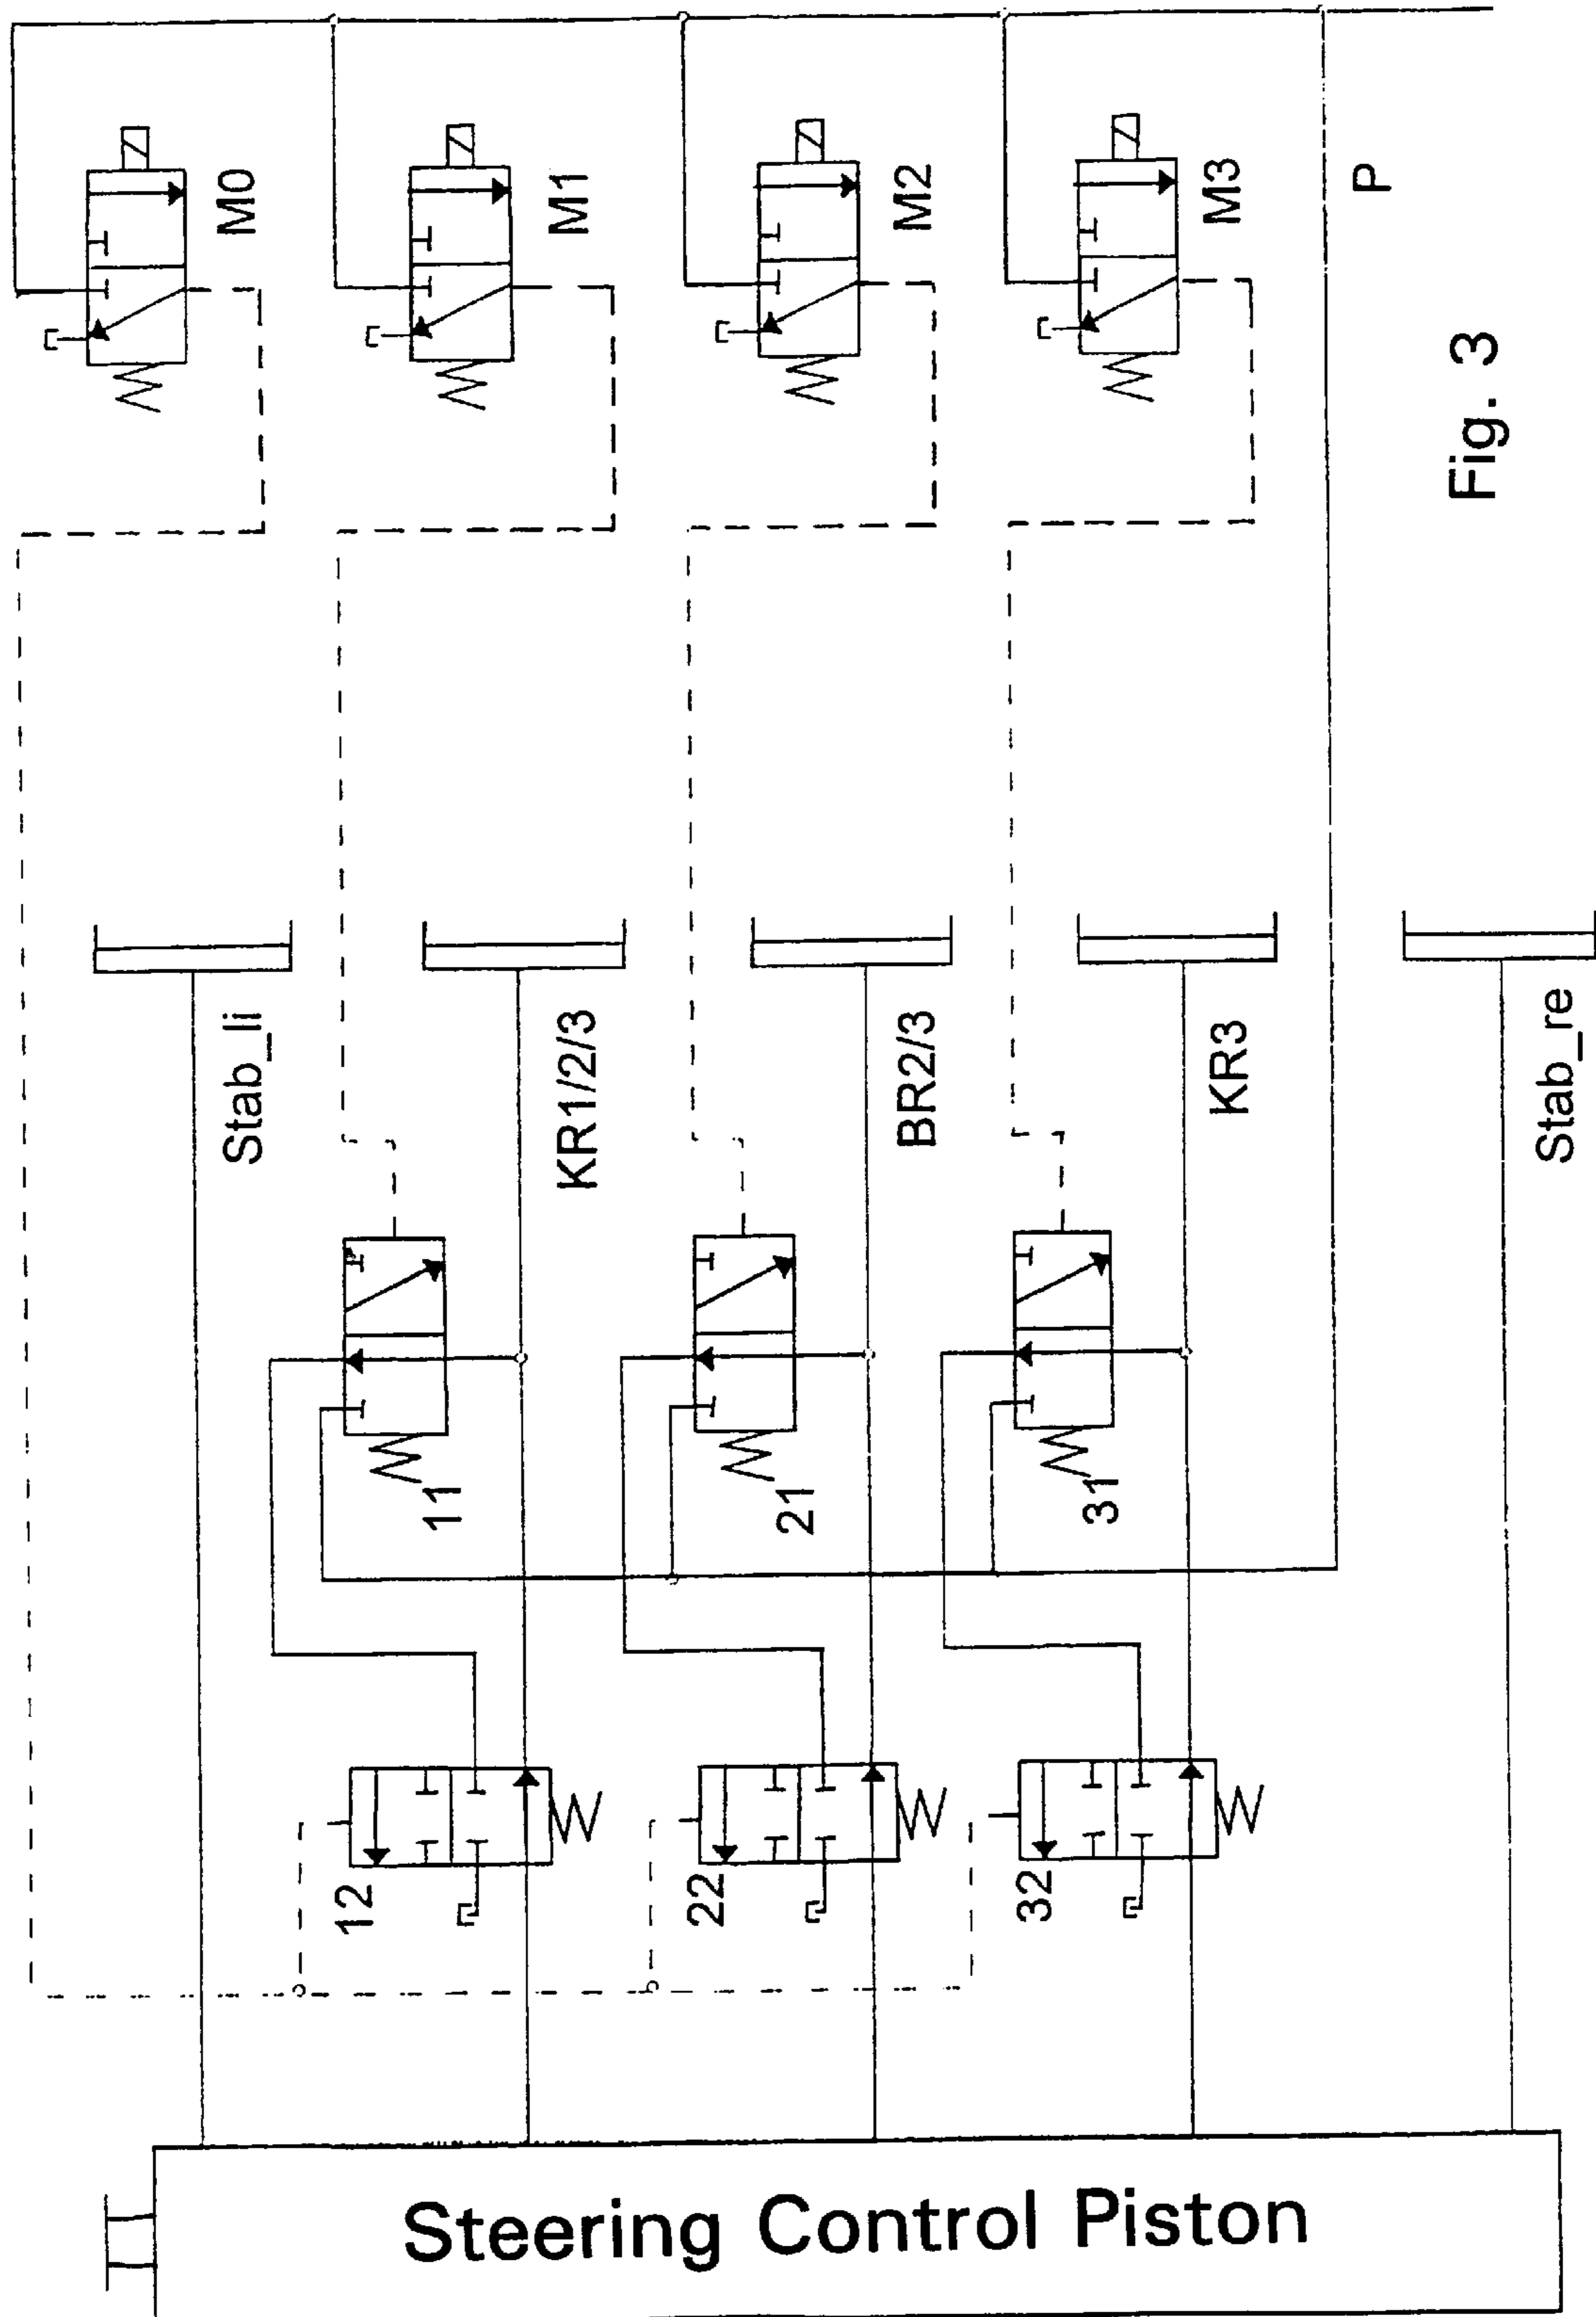 M0
M1
M2
M3
P
Fig. 3
Stab_li
KR1/2/3
BR2/3
KR3
Stab_re
11
21
31
12
22
32
Steering Control Piston